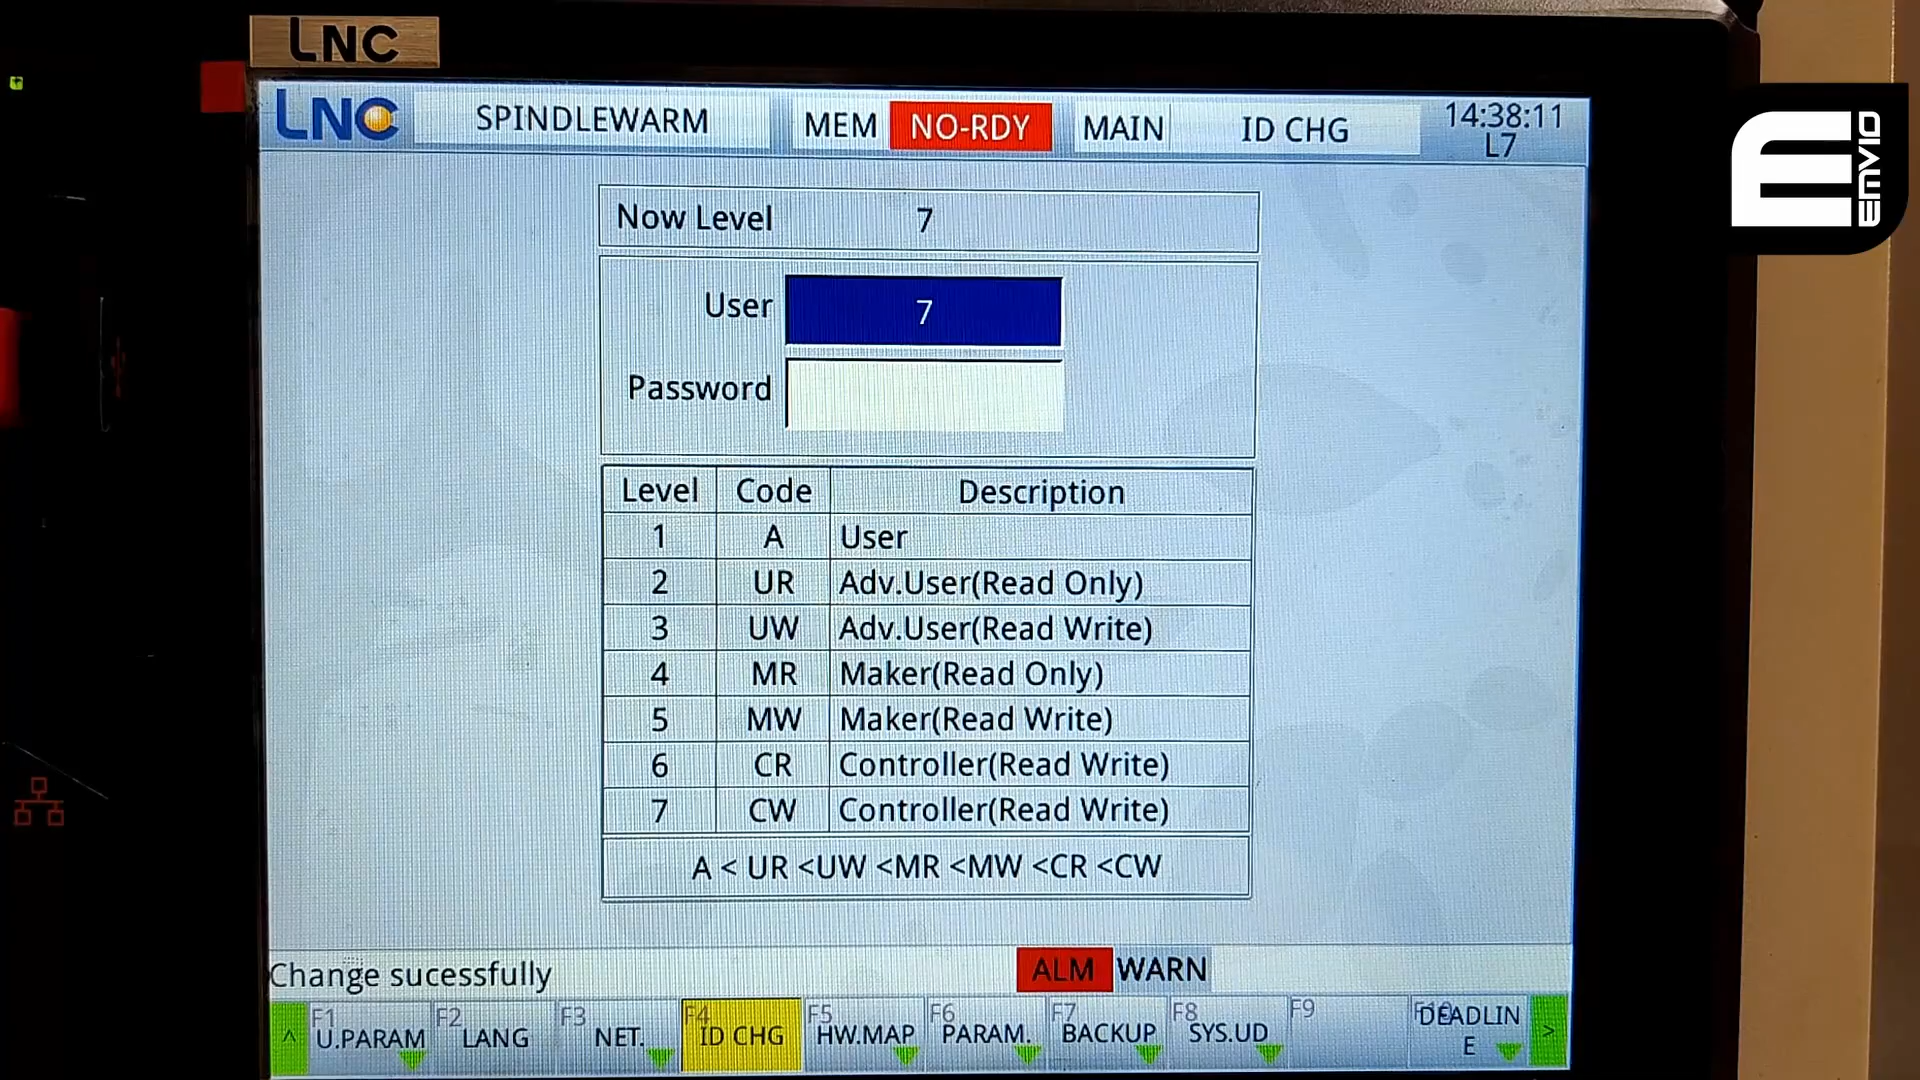 LNC
LNC SPINDLEWARM MEM NO-RDY MAIN ID CHG 14:38:11
L7
EMVIO
Now Level 7
User 7
Password
Level Code Description
1 A User
2 UR Adv.User(Read Only)
3 UW Adv.User(Read Write)
4 MR Maker(Read Only)
5 MW Maker(Read Write)
6 CR Controller(Read Write)
7 CW Controller(Read Write)
A < UR <UW <MR <MW <CR <CW
Change sucessfully ALM WARN
^ F1 U.PARAM F2 LANG F3 NET. F4 ID CHG F5 HW.MAP F6 PARAM. F7 BACKUP F8 SYS.UD F9 F10 DEADLIN >
E